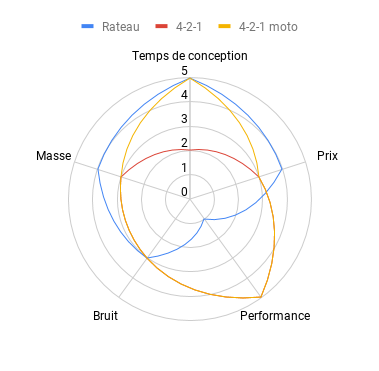 Rateau 4-2-1 4-2-1 moto
Temps de conception
5
4
3
2
1
0
Masse Prix
Bruit Performance